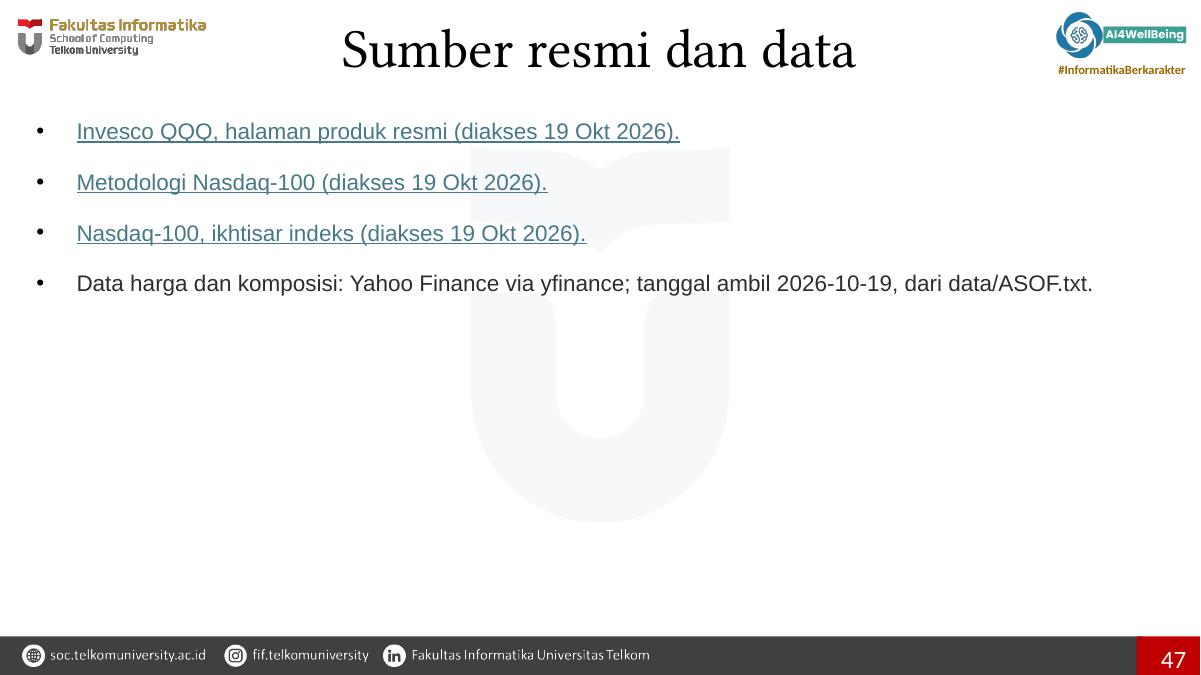 Fakultas Informatika
School of Computing
Telkom University
Sumber resmi dan data
AI4WellBeing
#InformatikaBerkarakter
• Invesco QQQ, halaman produk resmi (diakses 19 Okt 2026).
• Metodologi Nasdaq-100 (diakses 19 Okt 2026).
• Nasdaq-100, ikhtisar indeks (diakses 19 Okt 2026).
• Data harga dan komposisi: Yahoo Finance via yfinance; tanggal ambil 2026-10-19, dari data/ASOF.txt.
soc.telkomuniversity.ac.id fif.telkomuniversity Fakultas Informatika Universitas Telkom
47